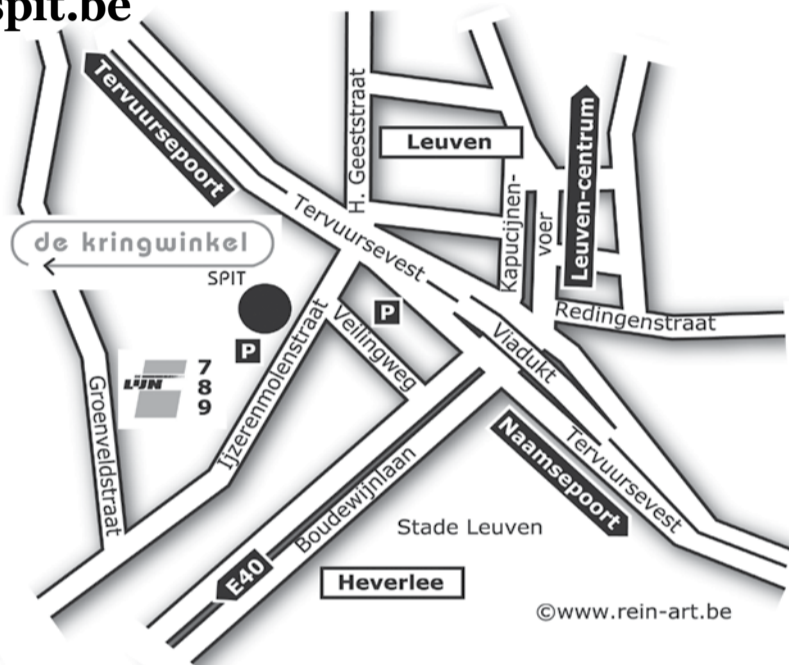 spit.be
Tervuursepoort
H. Geeststraat
Leuven
Leuven-centrum
Kapucijnen-
voer
Tervuursevest
de kringwinkel
SPIT
P
P
Redingenstraat
Viadukt
Veilingweg
Ijzerenmolenstraat
LIJN
7
8
9
Groenveldstraat
Naamsepoort
Tervuursevest
Boudewijnlaan
Stade Leuven
E40
Heverlee
©www.rein-art.be